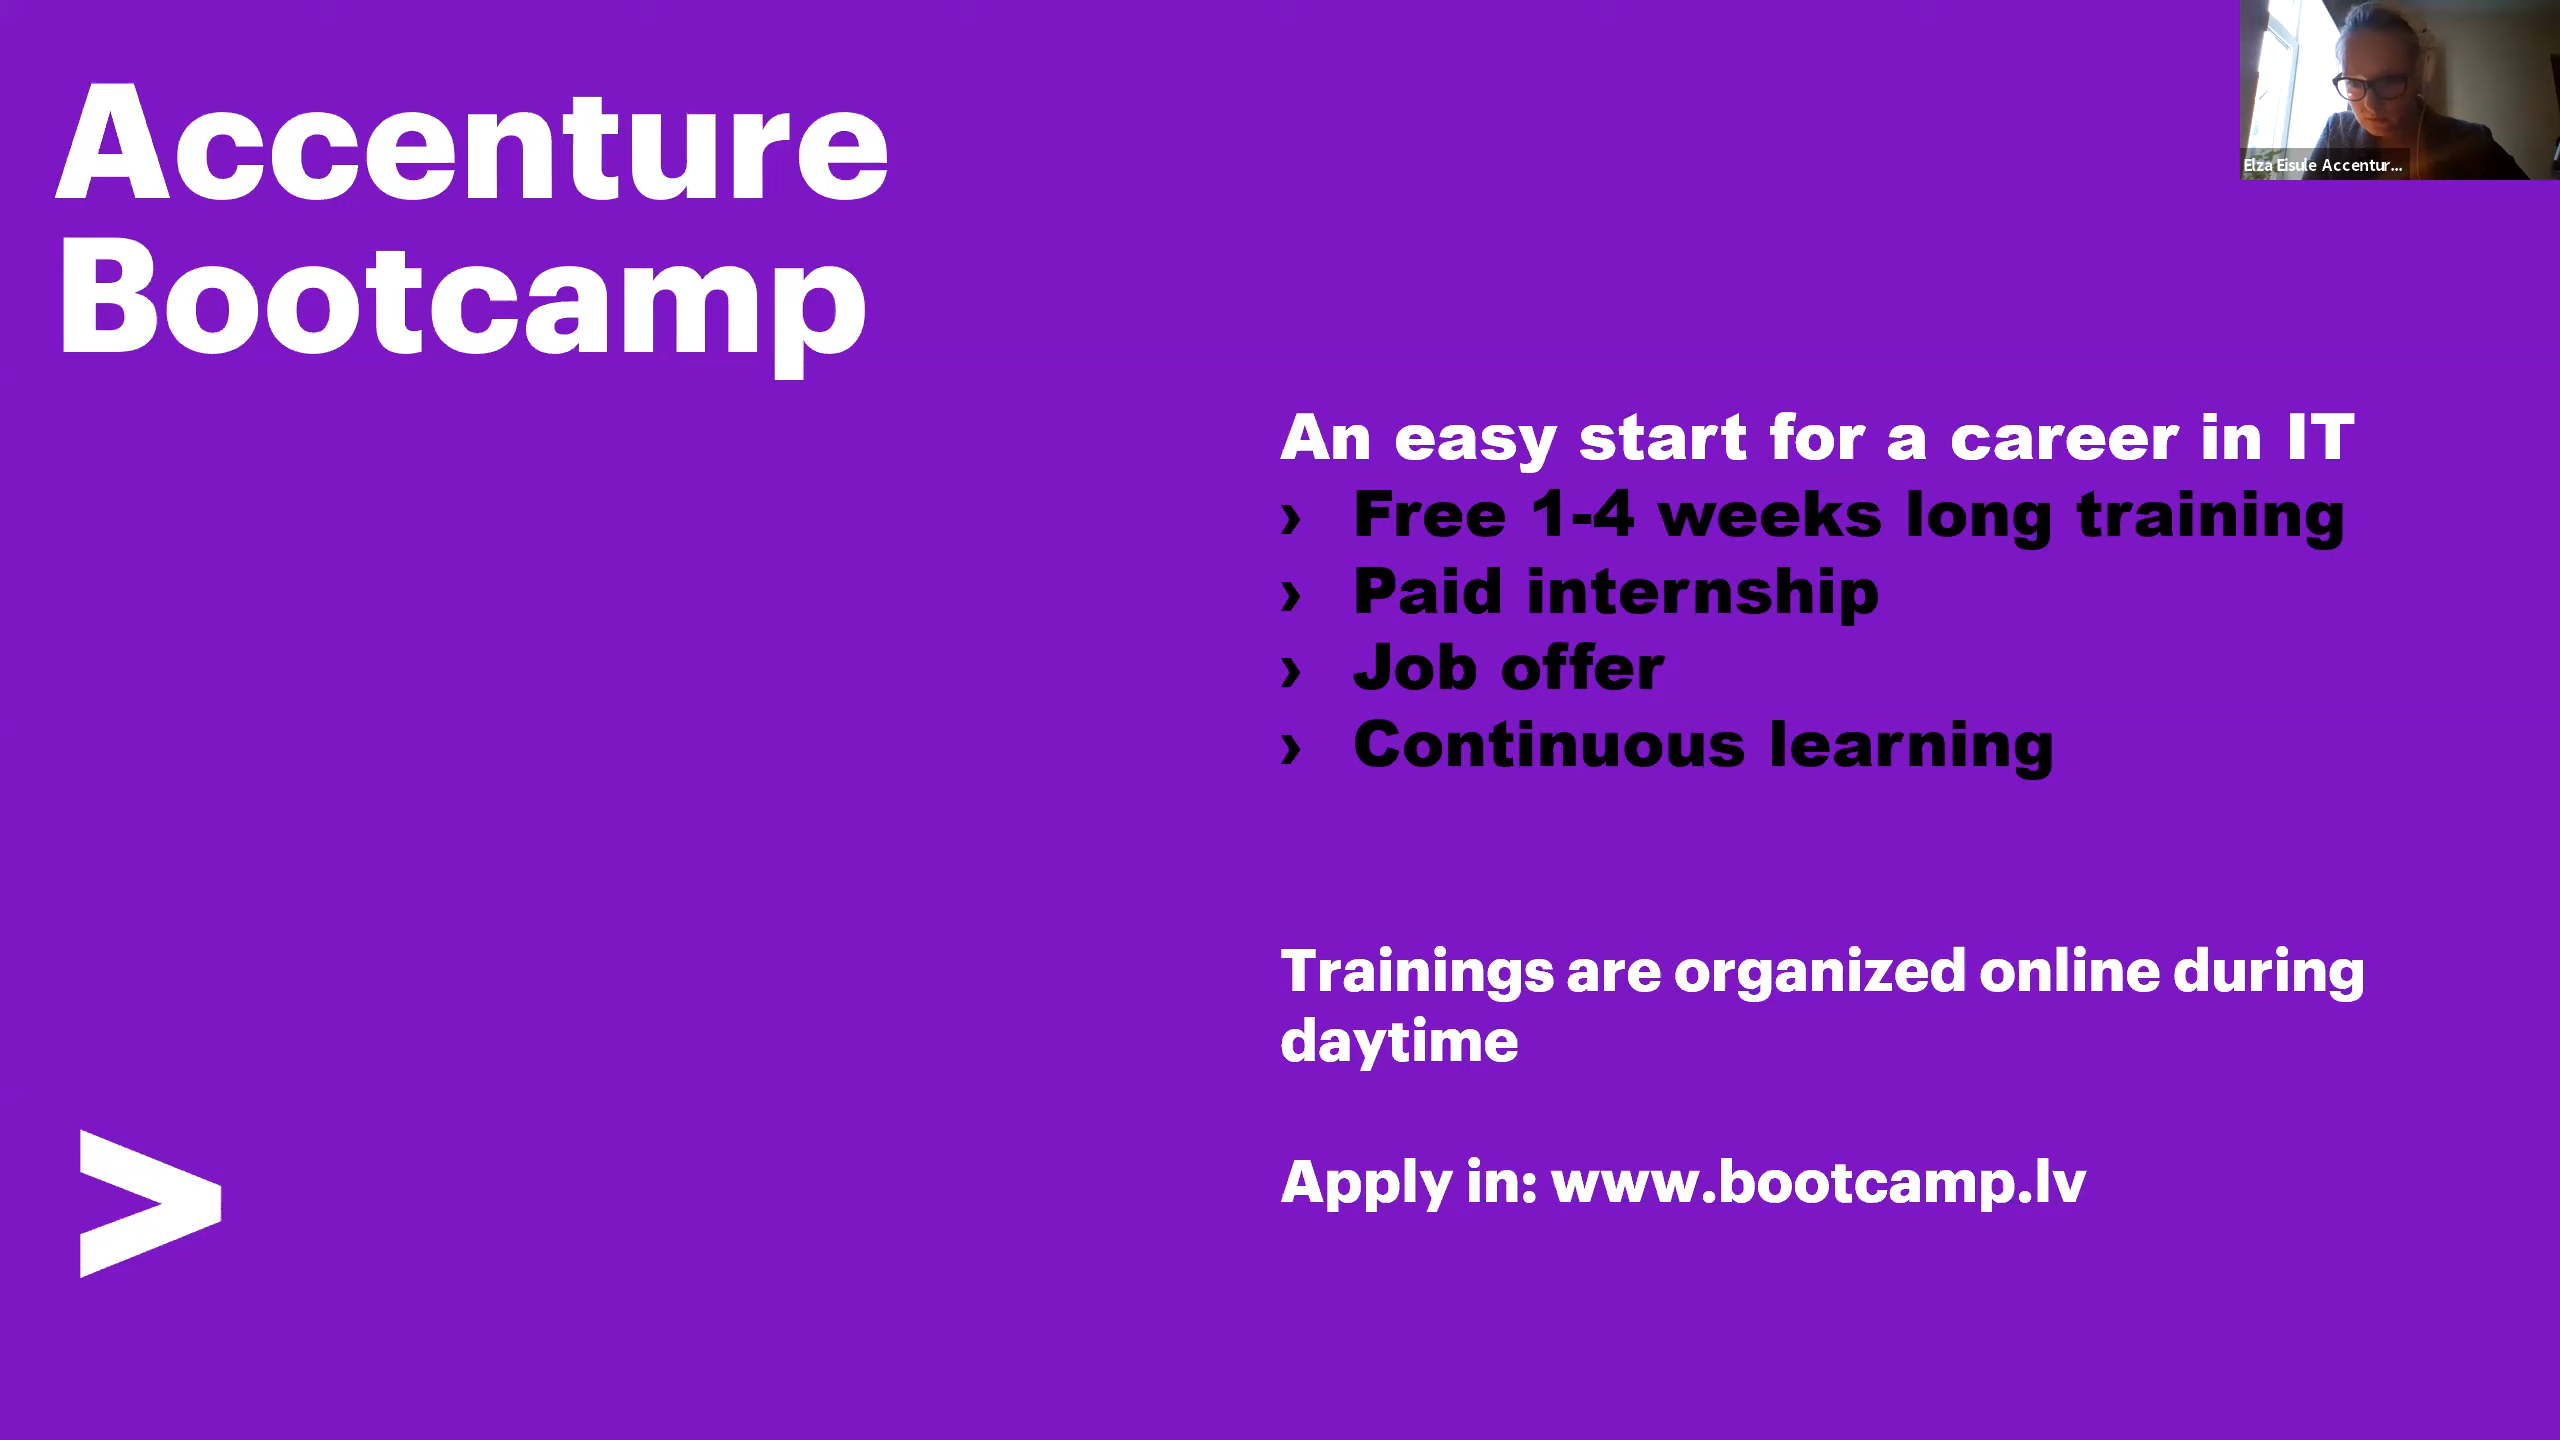 Accenture
Bootcamp
Elza Eisule Accentur...
An easy start for a career in IT
› Free 1-4 weeks long training
› Paid internship
› Job offer
› Continuous learning
Trainings are organized online during
daytime
Apply in: www.bootcamp.lv
>